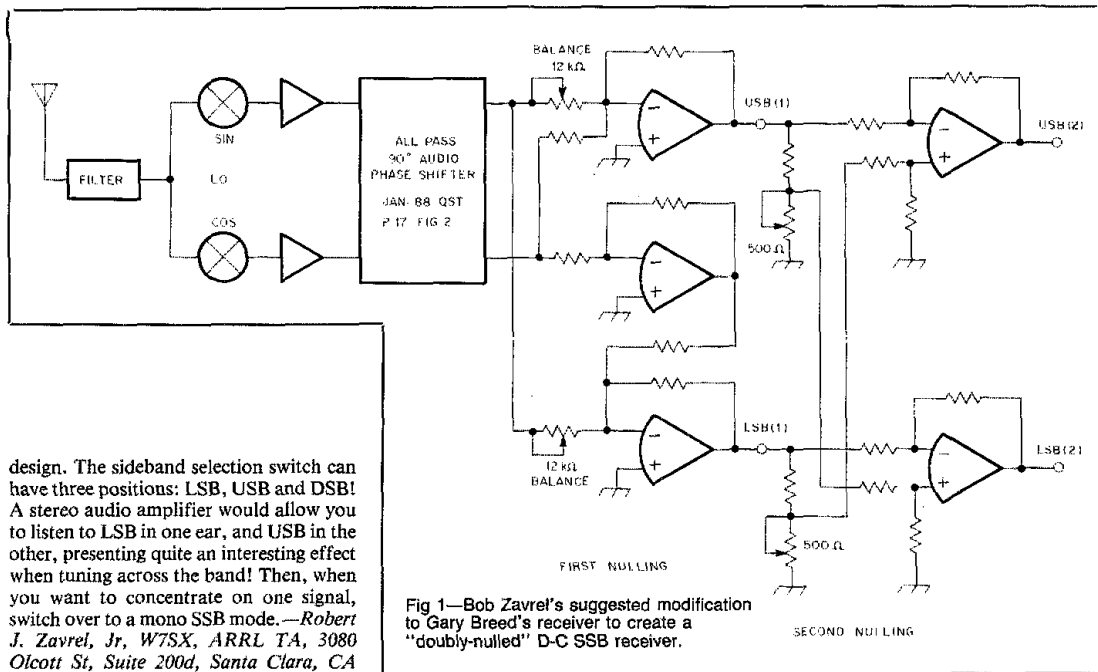 BALANCE
12 kΩ
USB(1)
USB(2)
SIN
FILTER
LO
COS
ALL PASS
90° AUDIO
PHASE SHIFTER
JAN. 88 QST
P 17 FIG 2
500 Ω
12 kΩ
BALANCE
LSB(1)
LSB(2)
500 Ω
FIRST NULLING
SECOND NULLING
Fig 1—Bob Zavrel's suggested modification
to Gary Breed's receiver to create a
"doubly-nulled" D-C SSB receiver.
design. The sideband selection switch can
have three positions: LSB, USB and DSB!
A stereo audio amplifier would allow you
to listen to LSB in one ear, and USB in the
other, presenting quite an interesting effect
when tuning across the band! Then, when
you want to concentrate on one signal,
switch over to a mono SSB mode.—Robert
J. Zavrel, Jr, W7SX, ARRL TA, 3080
Olcott St, Suite 200d, Santa Clara, CA